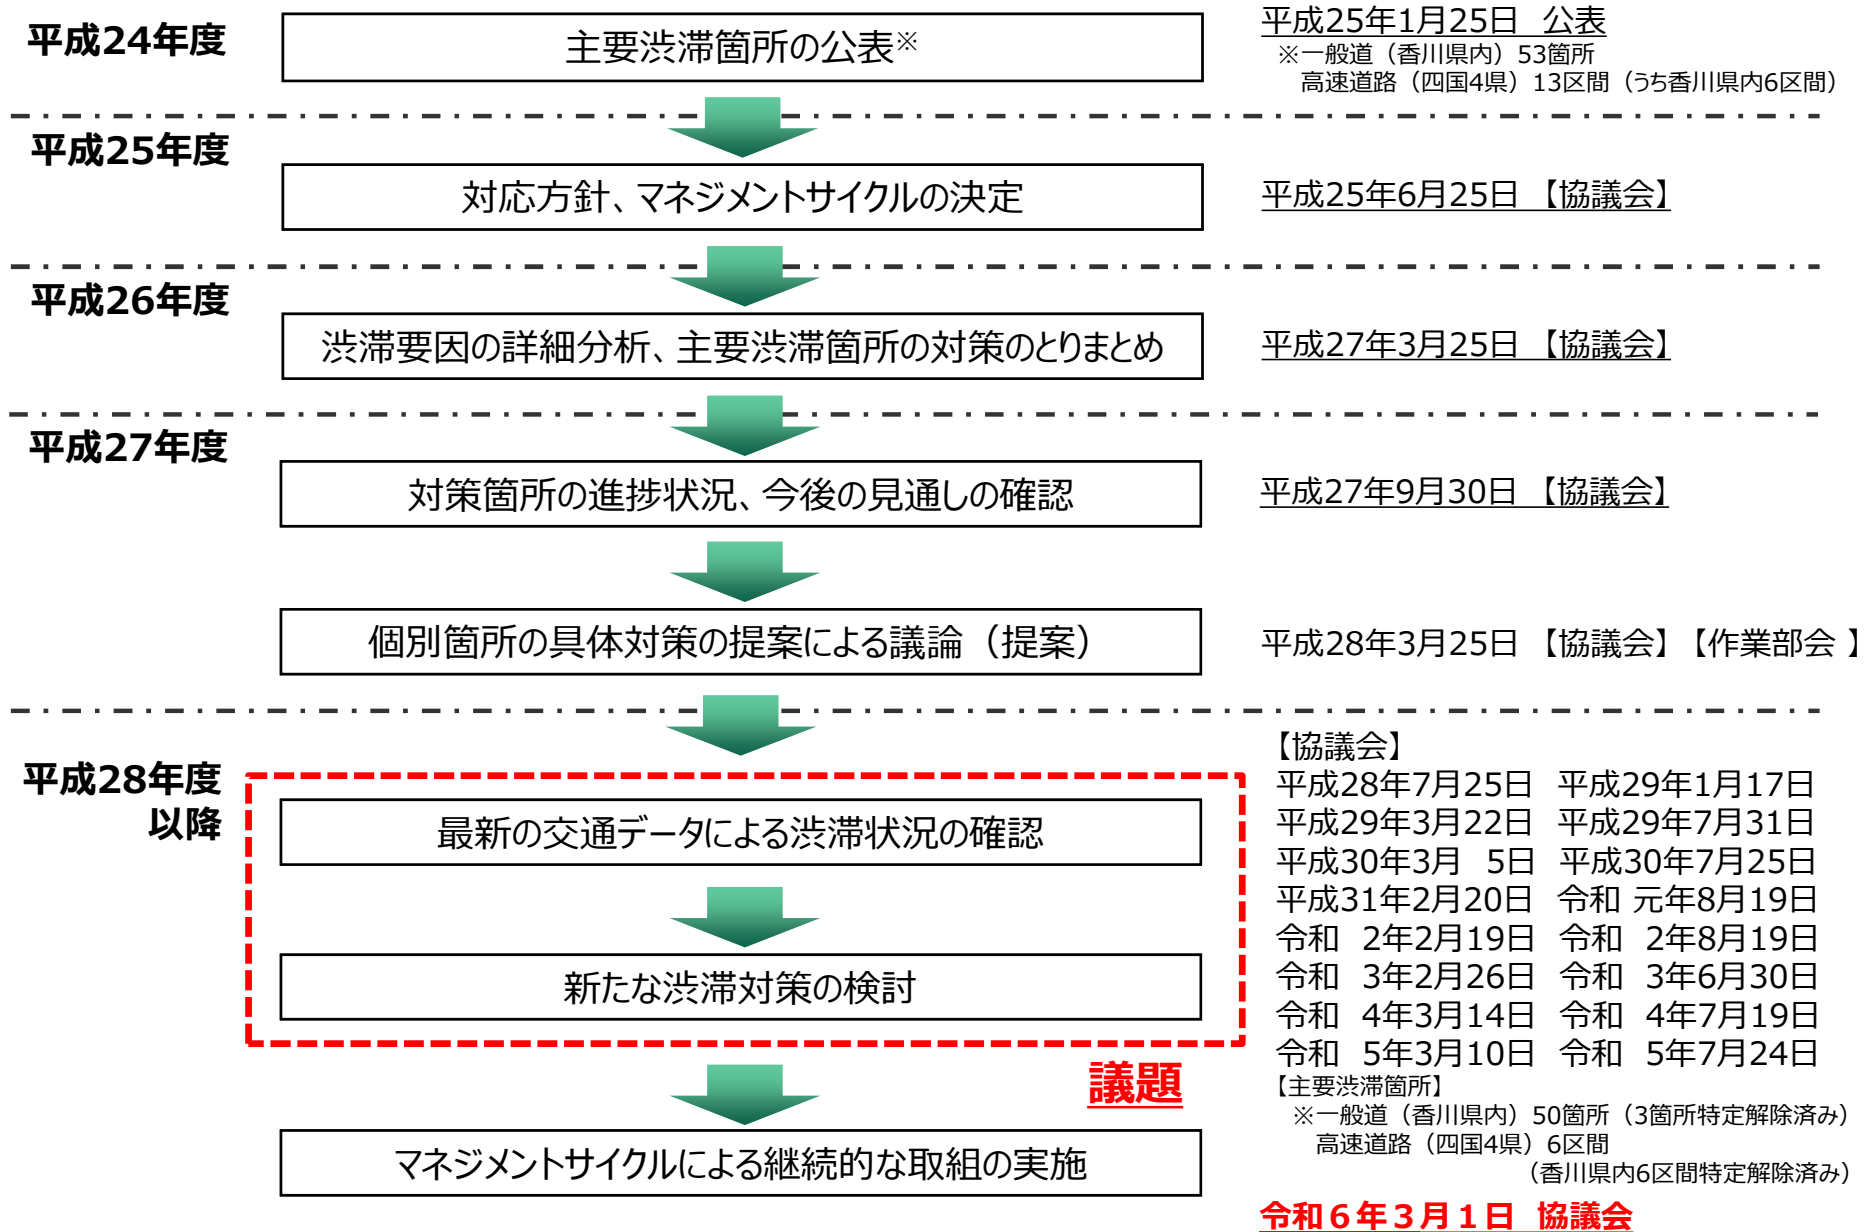 平成24年度
主要渋滞箇所の公表※
平成25年1月25日 公表
※一般道（香川県内）53箇所
高速道路（四国4県）13区間（うち香川県内6区間）
平成25年度
対応方針、マネジメントサイクルの決定
平成25年6月25日 【協議会】
平成26年度
渋滞要因の詳細分析、主要渋滞箇所の対策のとりまとめ
平成27年3月25日 【協議会】
平成27年度
対策箇所の進捗状況、今後の見通しの確認
平成27年9月30日 【協議会】
個別箇所の具体対策の提案による議論（提案）
平成28年3月25日 【協議会】【作業部会 】
平成28年度
以降
最新の交通データによる渋滞状況の確認
新たな渋滞対策の検討
議題
マネジメントサイクルによる継続的な取組の実施
【協議会】
平成28年7月25日 平成29年1月17日
平成29年3月22日 平成29年7月31日
平成30年3月 5日 平成30年7月25日
平成31年2月20日 令和 元年8月19日
令和 2年2月19日 令和 2年8月19日
令和 3年2月26日 令和 3年6月30日
令和 4年3月14日 令和 4年7月19日
令和 5年3月10日 令和 5年7月24日
【主要渋滞箇所】
※一般道（香川県内）50箇所（3箇所特定解除済み）
高速道路（四国4県）6区間
（香川県内6区間特定解除済み）
令和６年３月１日 協議会